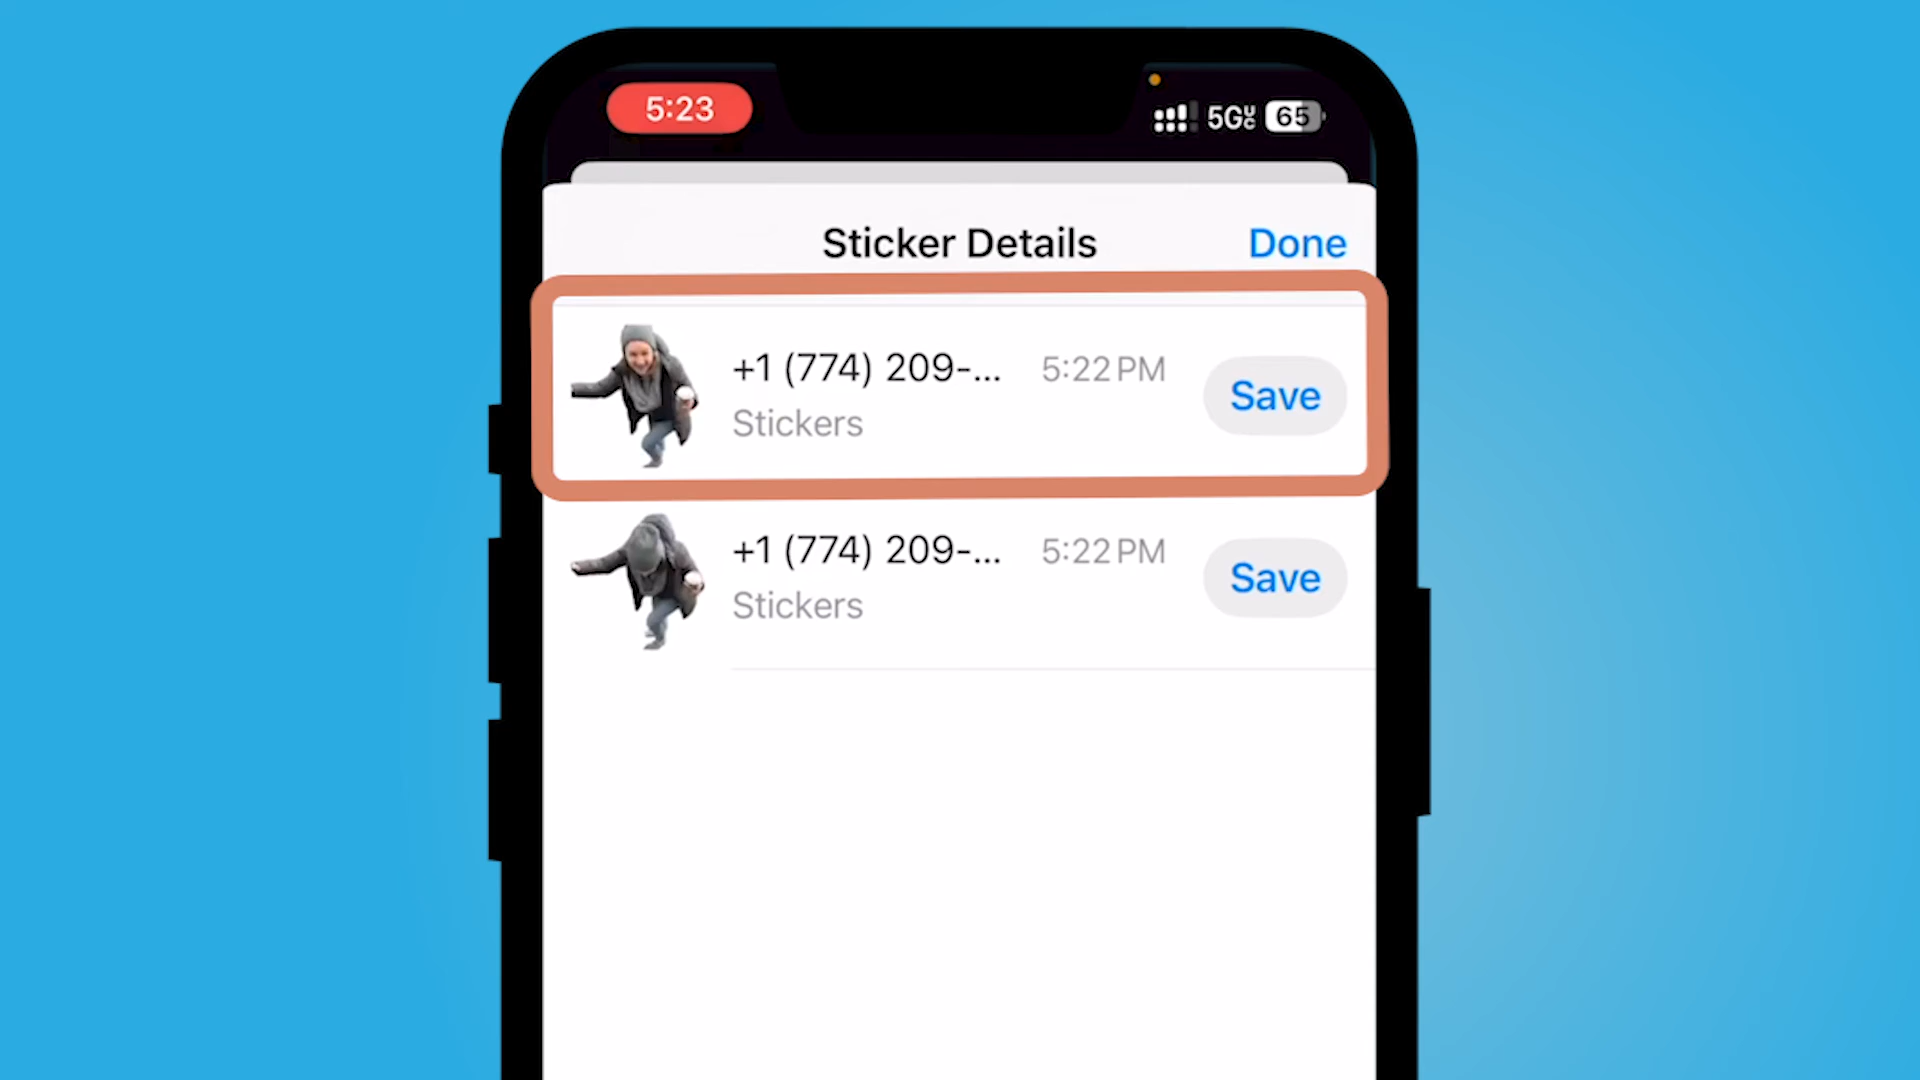 5:23
5G UC 65
Sticker Details
Done
+1 (774) 209-...
5:22 PM
Stickers
Save
+1 (774) 209-...
5:22 PM
Stickers
Save